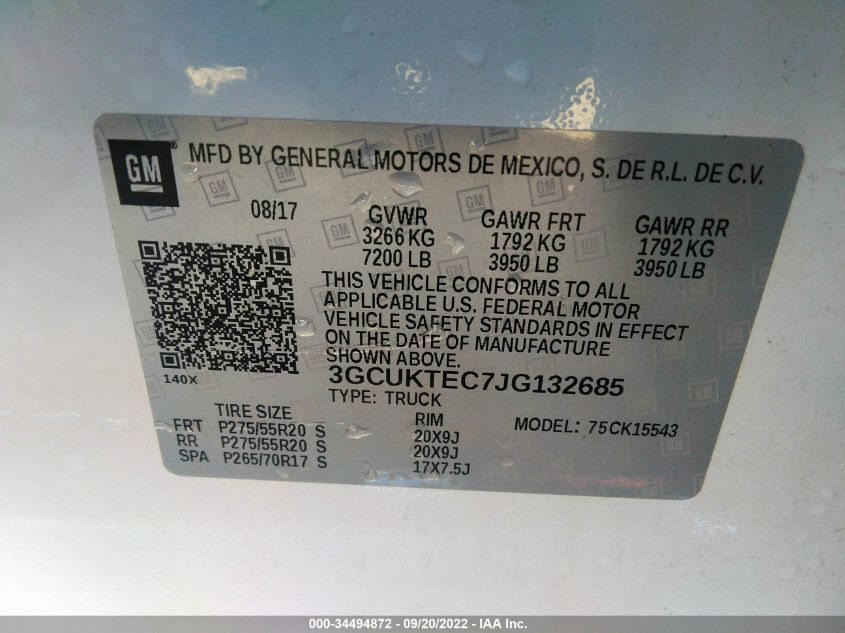 GM MFD BY GENERAL MOTORS DE MEXICO, S. DE R.L. DE C.V.
08/17 GVWR GAWR FRT GAWR RR
3266 KG 1792 KG 1792 KG
7200 LB 3950 LB 3950 LB
THIS VEHICLE CONFORMS TO ALL
APPLICABLE U.S. FEDERAL MOTOR
VEHICLE SAFETY STANDARDS IN EFFECT
ON THE DATE OF MANUFACTURE
SHOWN ABOVE.
140X 3GCUKTEC7JG132685
TYPE: TRUCK
TIRE SIZE RIM MODEL: 75CK15543
FRT P275/55R20 S 20X9J
RR P275/55R20 S 20X9J
SPA P265/70R17 S 17X7.5J
000-34494872 - 09/20/2022 - IAA Inc.